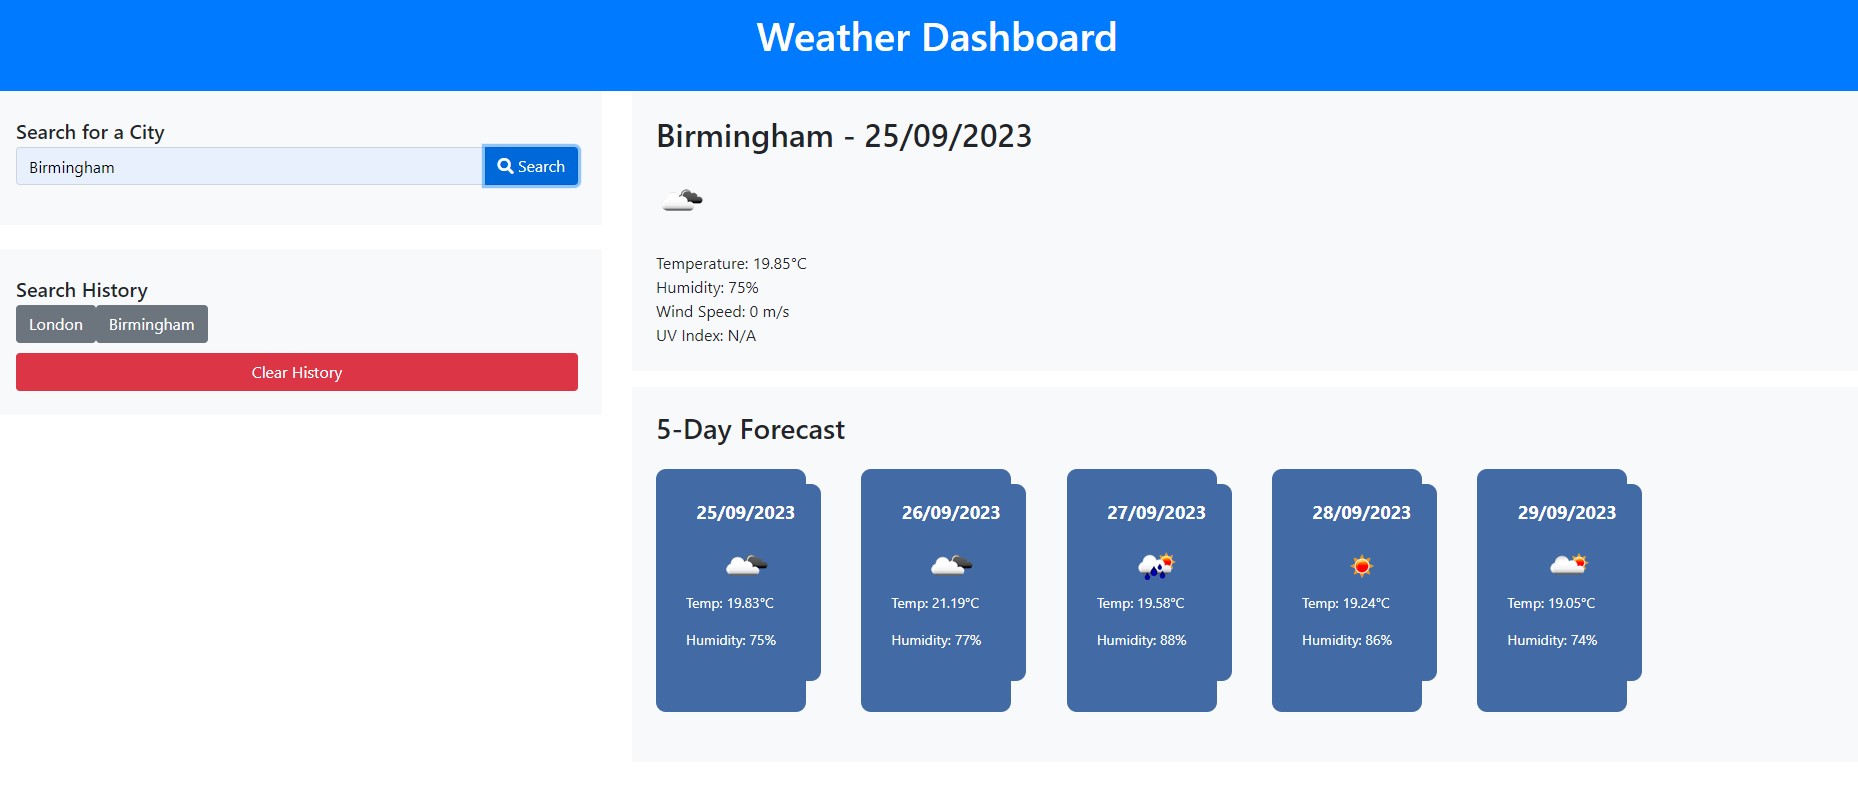 Weather Dashboard
Search for a City
Birmingham
Search
Search History
London
Birmingham
Clear History
Birmingham - 25/09/2023
Temperature: 19.85°C
Humidity: 75%
Wind Speed: 0 m/s
UV Index: N/A
5-Day Forecast
25/09/2023
Temp: 19.83°C
Humidity: 75%
26/09/2023
Temp: 21.19°C
Humidity: 77%
27/09/2023
Temp: 19.58°C
Humidity: 88%
28/09/2023
Temp: 19.24°C
Humidity: 86%
29/09/2023
Temp: 19.05°C
Humidity: 74%